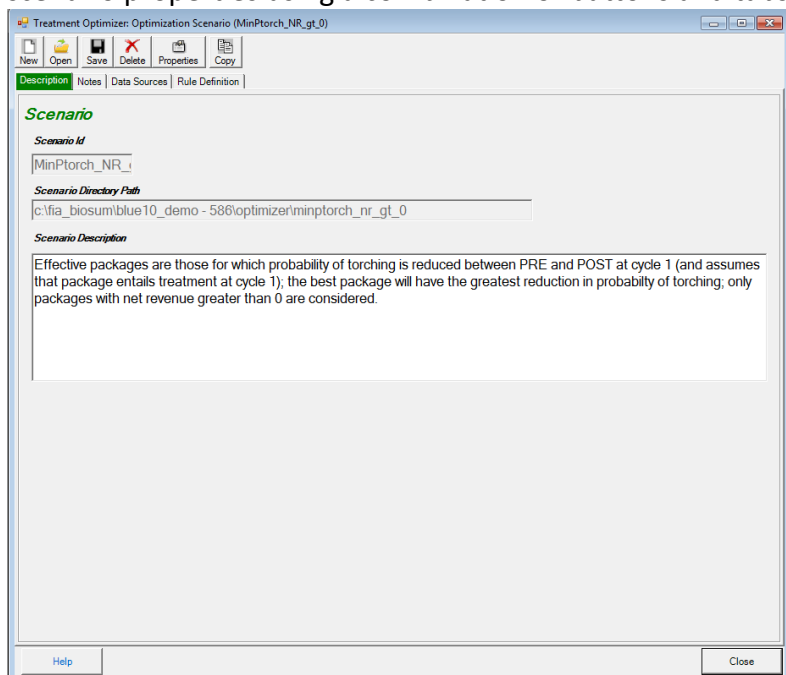 Treatment Optimizer: Optimization Scenario (MinPtorch_NR_gt_0)
New Open Save Delete Properties Copy
Description Notes Data Sources Rule Definition
Scenario
Scenario Id
MinPtorch_NR_
Scenario Directory Path
c:\fia_biosum\blue10_demo - 586\optimizer\minptorch_nr_gt_0
Scenario Description
Effective packages are those for which probability of torching is reduced between PRE and POST at cycle 1 (and assumes
that package entails treatment at cycle 1); the best package will have the greatest reduction in probabilty of torching; only
packages with net revenue greater than 0 are considered.
Help Close